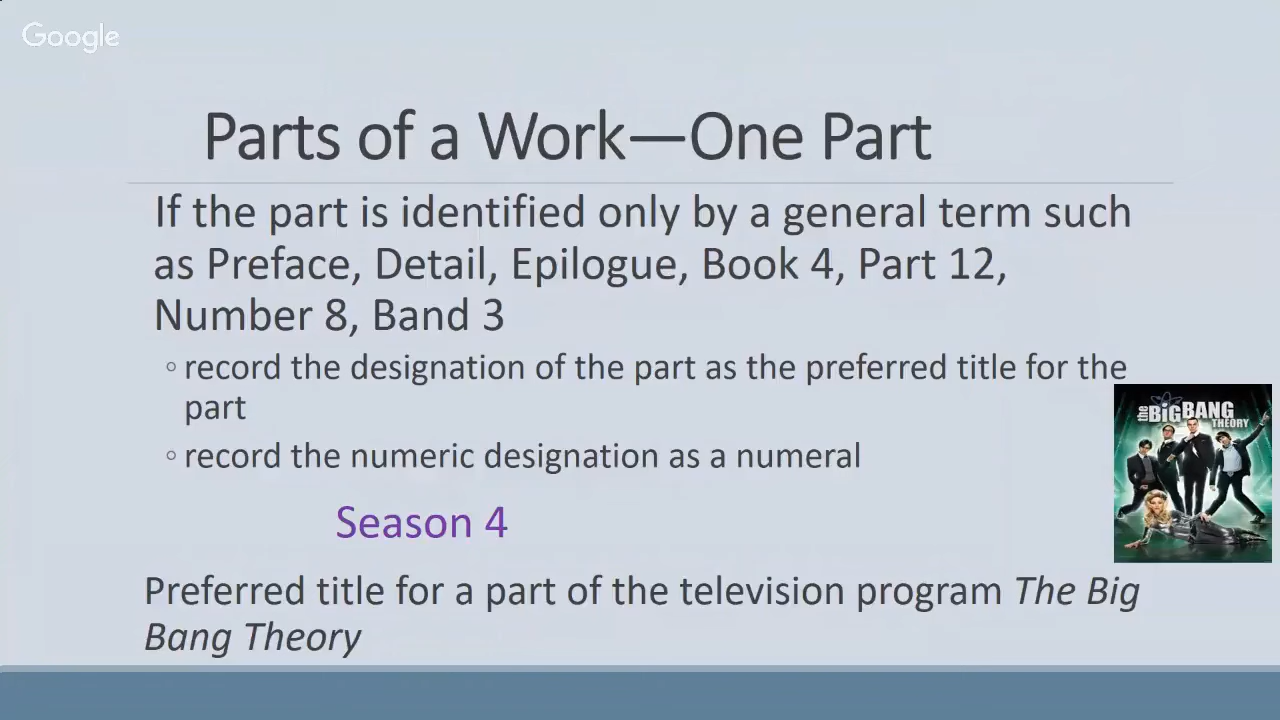 Google
Parts of a Work—One Part
If the part is identified only by a general term such
as Preface, Detail, Epilogue, Book 4, Part 12,
Number 8, Band 3
◦ record the designation of the part as the preferred title for the
part
◦ record the numeric designation as a numeral
the BIG BANG
THEORY
Season 4
Preferred title for a part of the television program The Big
Bang Theory